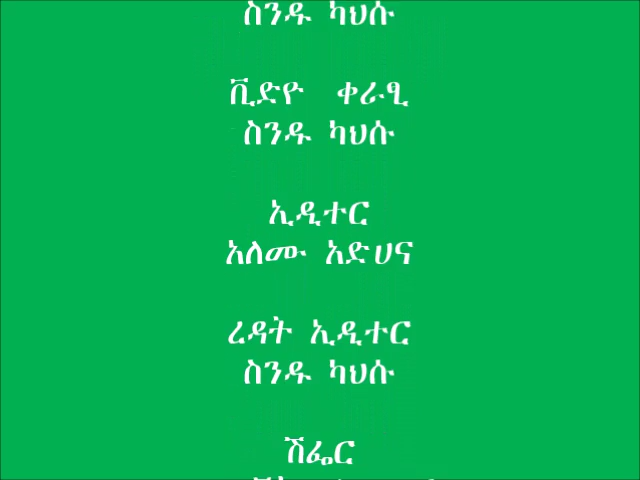 ስንዱ ካህሱ
ቪድዮ ቀራፂ
ስንዱ ካህሱ
ኢዲተር
አለሙ አድሀና
ረዳት ኢዲተር
ስንዱ ካህሱ
ሽፌር